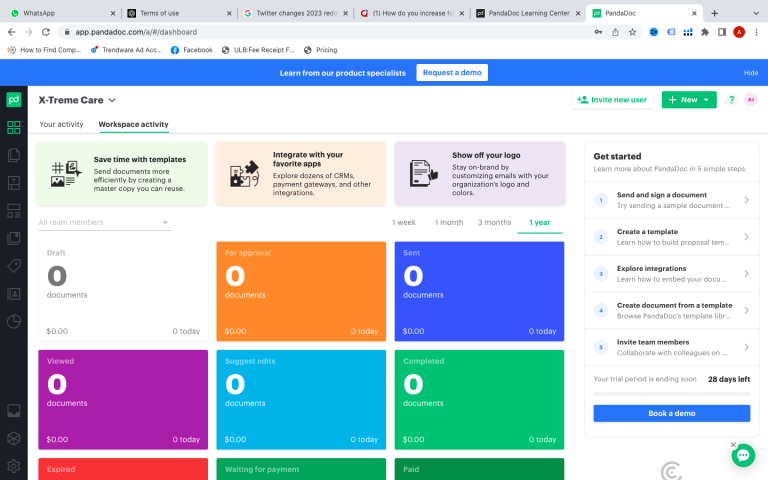 WhatsApp
Terms of use
Twitter changes 2023 redd
(1) How do you increase fo
PandaDoc Learning Center
PandaDoc
app.pandadoc.com/a/#/dashboard
A
How to Find Comp...
Trendware Ad Acc...
Facebook
ULB:Fee Receipt F...
Pricing
Learn from our product specialists
Request a demo
Hide
pd
X-Treme Care
Invite new user
New
?
Your activity
Workspace activity
Save time with templates
Send documents more
efficiently by creating a
master copy you can reuse.
Integrate with your
favorite apps
Explore dozens of CRMs,
payment gateways, and other
integrations.
Show off your logo
Stay on-brand by
customizing emails with your
organization's logo and
colors.
All team members
1 week
1 month
3 months
1 year
Draft
0
documents
$0.00
0 today
For approval
0
documents
$0.00
0 today
Sent
0
documents
$0.00
0 today
Viewed
0
documents
$0.00
0 today
Suggest edits
0
documents
$0.00
0 today
Completed
0
documents
$0.00
0 today
Expired
Waiting for payment
Paid
Get started
Learn more about PandaDoc in 5 simple steps
1
Send and sign a document
Try sending a sample document ...
2
Create a template
Learn how to build proposal tem...
3
Explore integrations
Learn how to embed your docu...
4
Create document from a template
Browse PandaDoc's template libr...
5
Invite team members
Collaborate with colleagues on ...
Your trial period is ending soon
28 days left
Book a demo